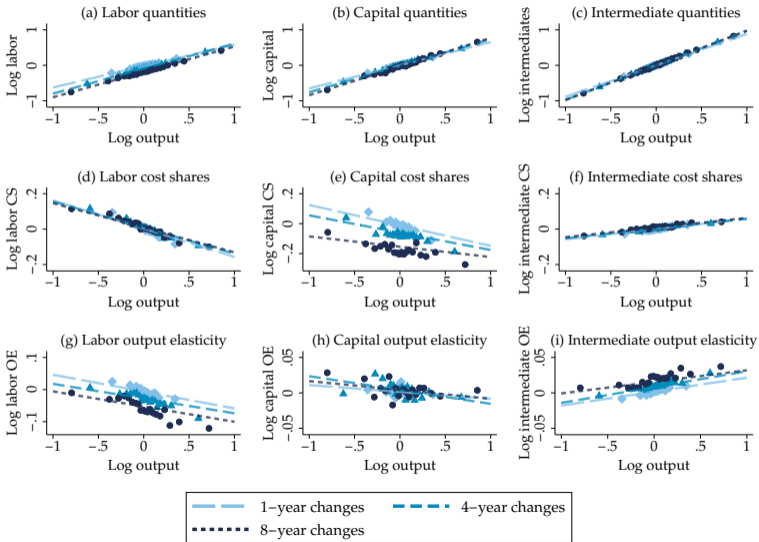 (a) Labor quantities
(b) Capital quantities
(c) Intermediate quantities
Log labor
1
0
−1
−1
−.5
0
.5
1
Log output
Log capital
1
0
−1
−1
−.5
0
.5
1
Log output
Log intermediates
1
0
−1
−1
−.5
0
.5
1
Log output
(d) Labor cost shares
(e) Capital cost shares
(f) Intermediate cost shares
Log labor CS
.2
0
−.2
−1
−.5
0
.5
1
Log output
Log capital CS
.2
0
−.2
−1
−.5
0
.5
1
Log output
Log intermediate CS
.2
0
−.2
−1
−.5
0
.5
1
Log output
(g) Labor output elasticity
(h) Capital output elasticity
(i) Intermediate output elasticity
Log labor OE
.1
0
−.1
−1
−.5
0
.5
1
Log output
Log capital OE
.05
0
−.05
−1
−.5
0
.5
1
Log output
Log intermediate OE
.05
0
−.05
−1
−.5
0
.5
1
Log output
1−year changes
4−year changes
8−year changes